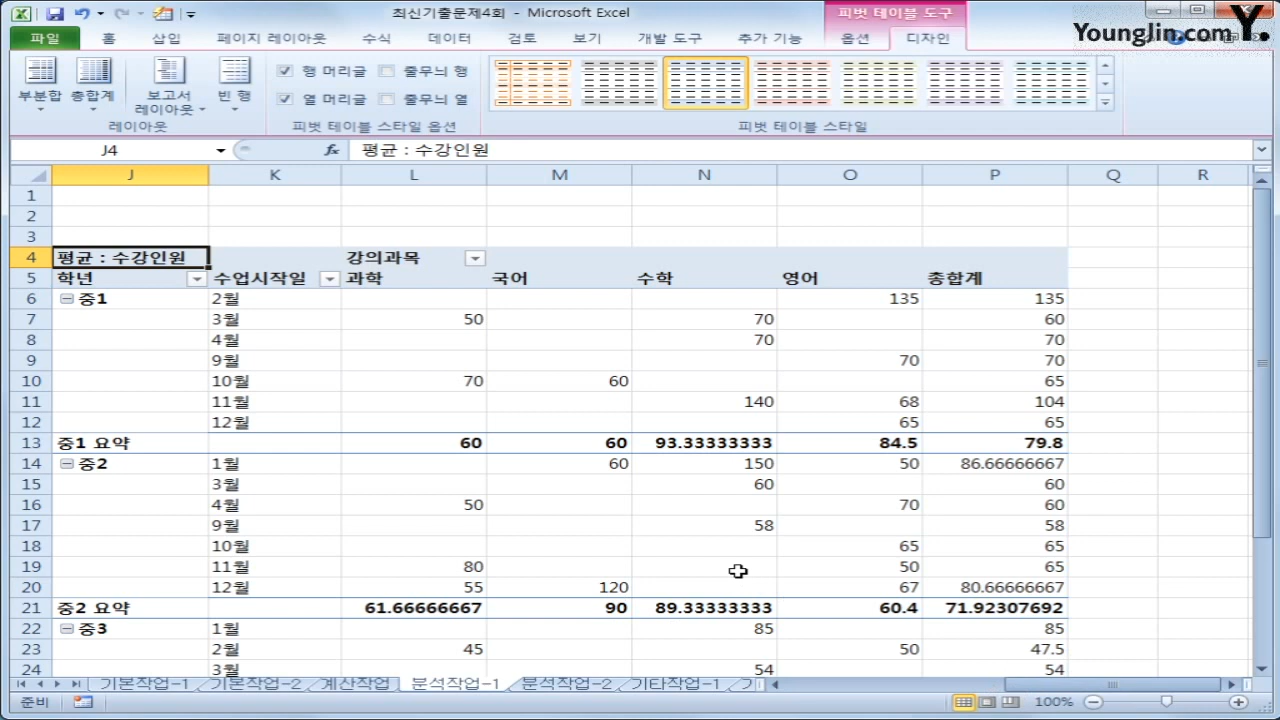 최신기출문제4회 - Microsoft Excel
피벗 테이블 도구
Younglin.com Y.
파일 홈 삽입 페이지 레이아웃 수식 데이터 검토 보기 개발 도구 추가 기능 옵션 디자인
부분합 총합계 보고서 레이아웃 빈 행
행 머리글 줄무늬 행
열 머리글 줄무늬 열
레이아웃 피벗 테이블 스타일 옵션 피벗 테이블 스타일
J4 fx 평균 : 수강인원
J K L M N O P Q R
1
2
3
4 평균 : 수강인원 강의과목
5 학년 수업시작일 과학 국어 수학 영어 총합계
6 중1 2월 135 135
7 3월 50 70 60
8 4월 70 70
9 9월 70 70
10 10월 70 60 65
11 11월 140 68 104
12 12월 65 65
13 중1 요약 60 60 93.33333333 84.5 79.8
14 중2 1월 60 150 50 86.66666667
15 3월 60 60
16 4월 50 70 60
17 9월 58 58
18 10월 65 65
19 11월 80 50 65
20 12월 55 120 67 80.66666667
21 중2 요약 61.66666667 90 89.33333333 60.4 71.92307692
22 중3 1월 85 85
23 2월 45 50 47.5
24 3월 54 54
기본작업-1 기본작업-2 계산작업 분석작업-1 분석작업-2 기타작업-1
준비 100%